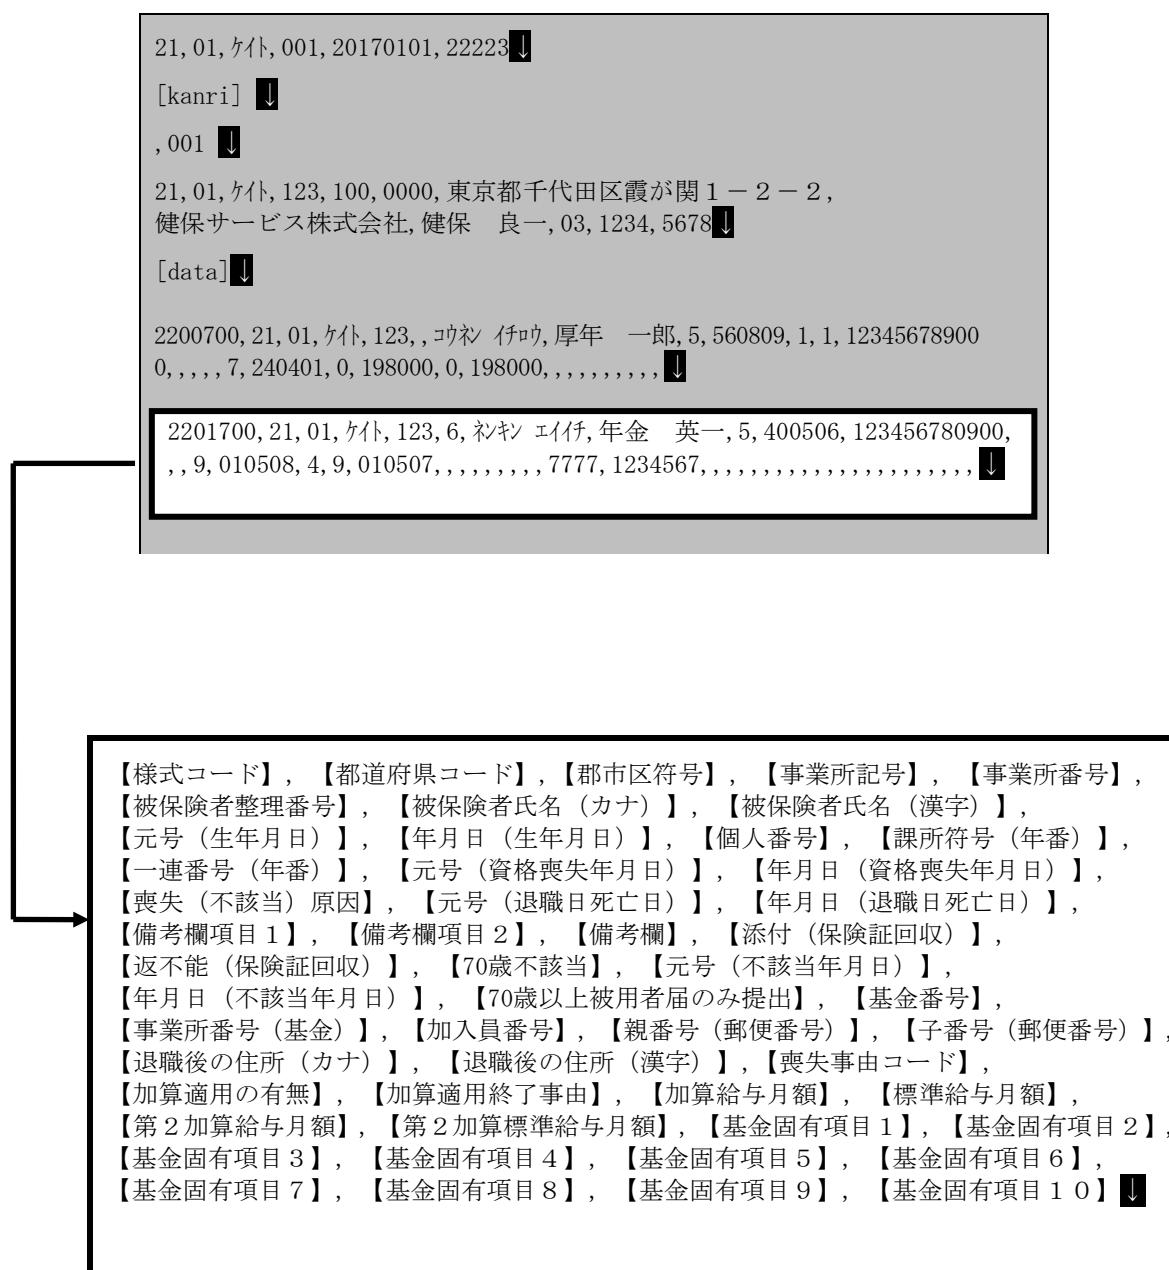 21,01,ｹｲﾄ,001,20170101,22223↓
[kanri] ↓
,001 ↓
21,01,ｹｲﾄ,123,100,0000,東京都千代田区霞が関１－２－２,
健保サービス株式会社,健保　良一,03,1234,5678↓
[data]↓
2200700,21,01,ｹｲﾄ,123,,ｺｳﾈﾝ ｲﾁﾛｳ,厚年　一郎,5,560809,1,1,12345678900
0,,,,,7,240401,0,198000,0,198000,,,,,,,,,,↓
2201700,21,01,ｹｲﾄ,123,6,ﾈﾝｷﾝ ｴｲｲﾁ,年金　英一,5,400506,123456780900,
,,9,010508,4,9,010507,,,,,,,,,7777,1234567,,,,,,,,,,,,,,,,,,,,,,↓
【様式コード】, 【都道府県コード】,【郡市区符号】, 【事業所記号】, 【事業所番号】,
【被保険者整理番号】, 【被保険者氏名（カナ）】, 【被保険者氏名（漢字）】,
【元号（生年月日）】, 【年月日（生年月日）】, 【個人番号】, 【課所符号（年番）】,
【一連番号（年番）】, 【元号（資格喪失年月日）】, 【年月日（資格喪失年月日）】,
【喪失（不該当）原因】, 【元号（退職日死亡日）】, 【年月日（退職日死亡日）】,
【備考欄項目１】, 【備考欄項目２】, 【備考欄】, 【添付（保険証回収）】,
【返不能（保険証回収）】, 【70歳不該当】, 【元号（不該当年月日）】,
【年月日（不該当年月日）】, 【70歳以上被用者届のみ提出】, 【基金番号】,
【事業所番号（基金）】, 【加入員番号】, 【親番号（郵便番号）】, 【子番号（郵便番号）】,
【退職後の住所（カナ）】, 【退職後の住所（漢字）】,【喪失事由コード】,
【加算適用の有無】, 【加算適用終了事由】, 【加算給与月額】, 【標準給与月額】,
【第２加算給与月額】,【第２加算標準給与月額】,【基金固有項目１】,【基金固有項目２】,
【基金固有項目３】, 【基金固有項目４】, 【基金固有項目５】, 【基金固有項目６】,
【基金固有項目７】, 【基金固有項目８】, 【基金固有項目９】, 【基金固有項目１０】↓